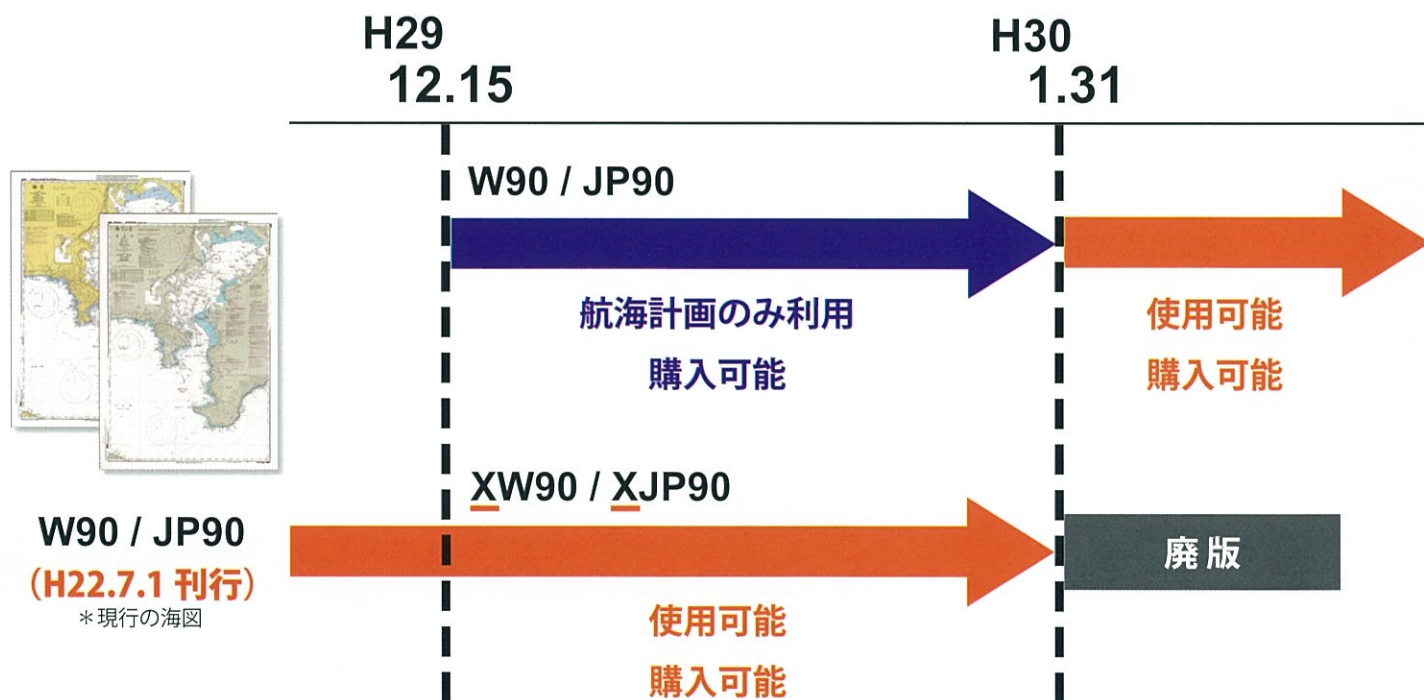 H29
12.15
H30
1.31
W90 / JP90
航海計画のみ利用
購入可能
使用可能
購入可能
XW90 / XJP90
W90 / JP90
(H22.7.1 刊行)
＊現行の海図
使用可能
購入可能
廃版